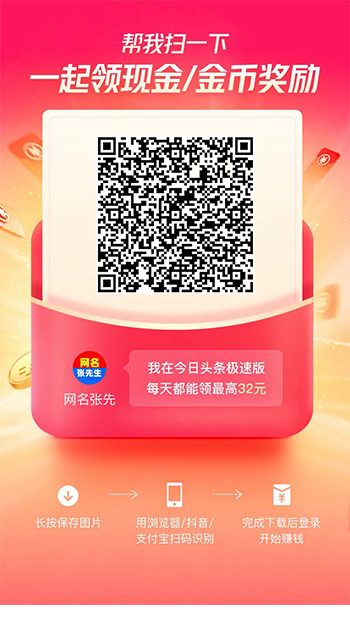 帮我扫一下
一起领现金/金币奖励
网名
张先生
网名张先
我在今日头条极速版
每天都能领最高32元
长按保存图片
用浏览器/抖音/
支付宝扫码识别
完成下载后登录
开始赚钱